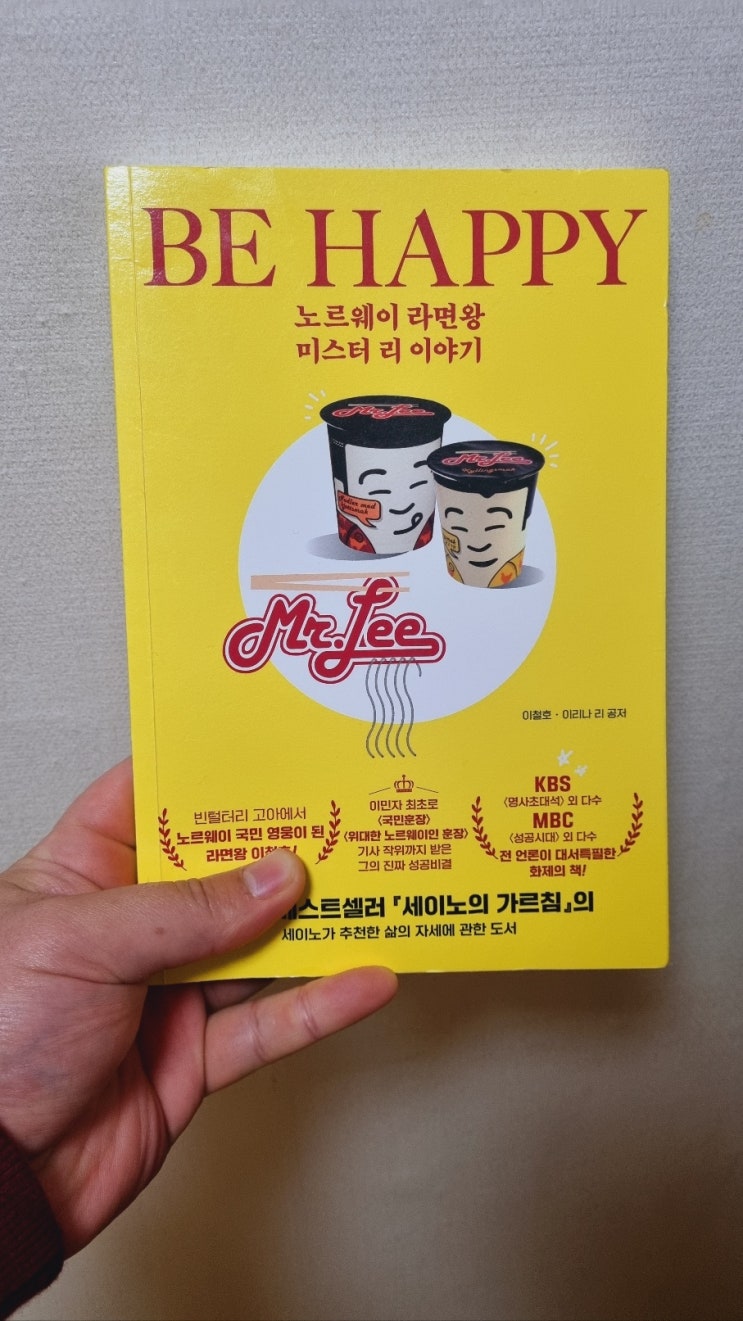 BE HAPPY
노르웨이 라면왕
미스터 리 이야기
Mr.Lee
Mr.Lee
Kyllingsmak
Mr.Lee
이철호 · 이리나 리 공저
빈털터리 고아에서
노르웨이 국민 영웅이 된
라면왕
이민자 최초로
〈국민훈장〉
〈위대한 노르웨이인 훈장〉
기사 작위까지 받은
그의 진짜 성공비결
KBS
〈명사초대석〉 외 다수
MBC
〈성공시대〉 외 다수
전 언론이 대서특필한
화제의 책!
베스트셀러 『세이노의 가르침』의
세이노가 추천한 삶의 자세에 관한 도서